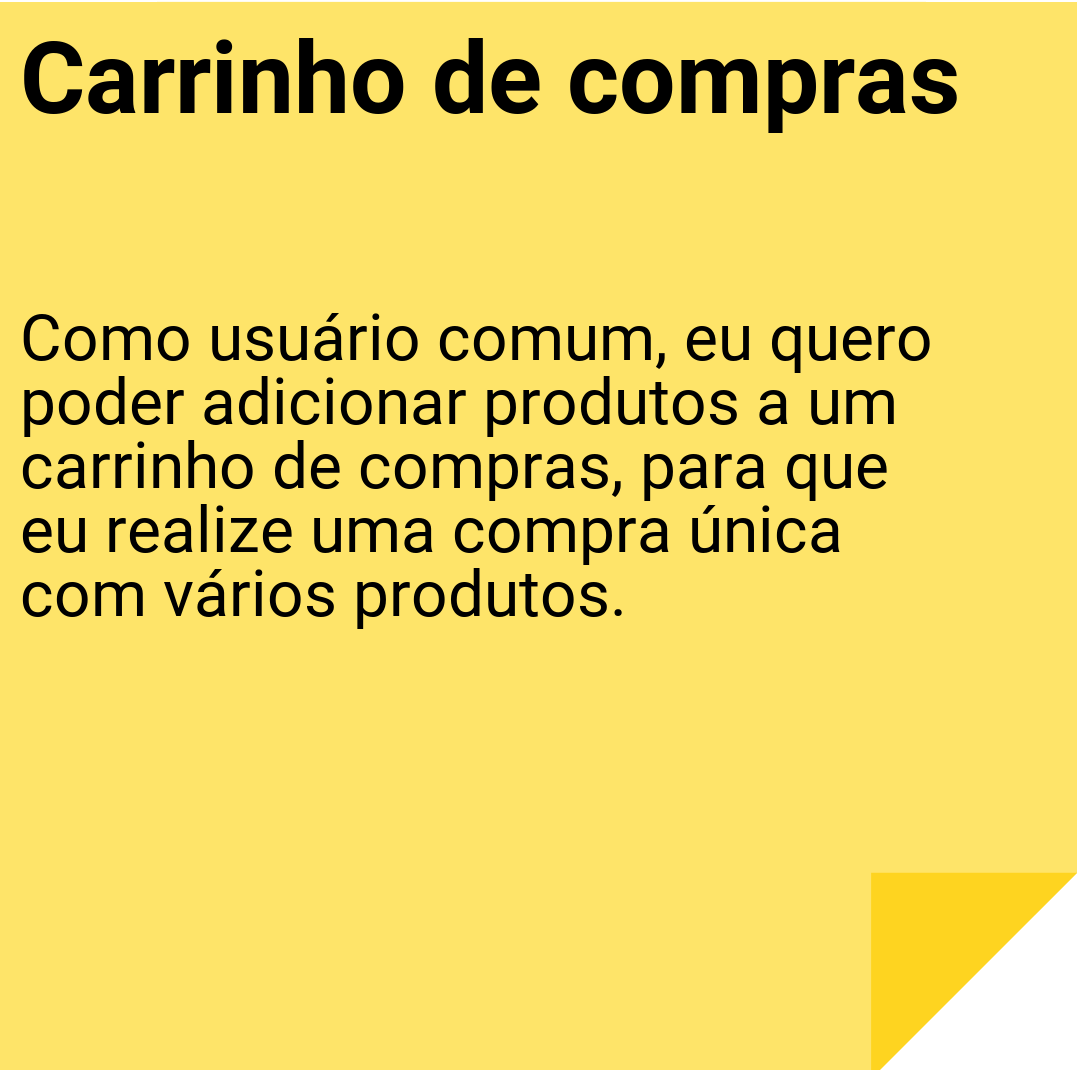 Carrinho de compras
Como usuário comum, eu quero
poder adicionar produtos a um
carrinho de compras, para que
eu realize uma compra única
com vários produtos.